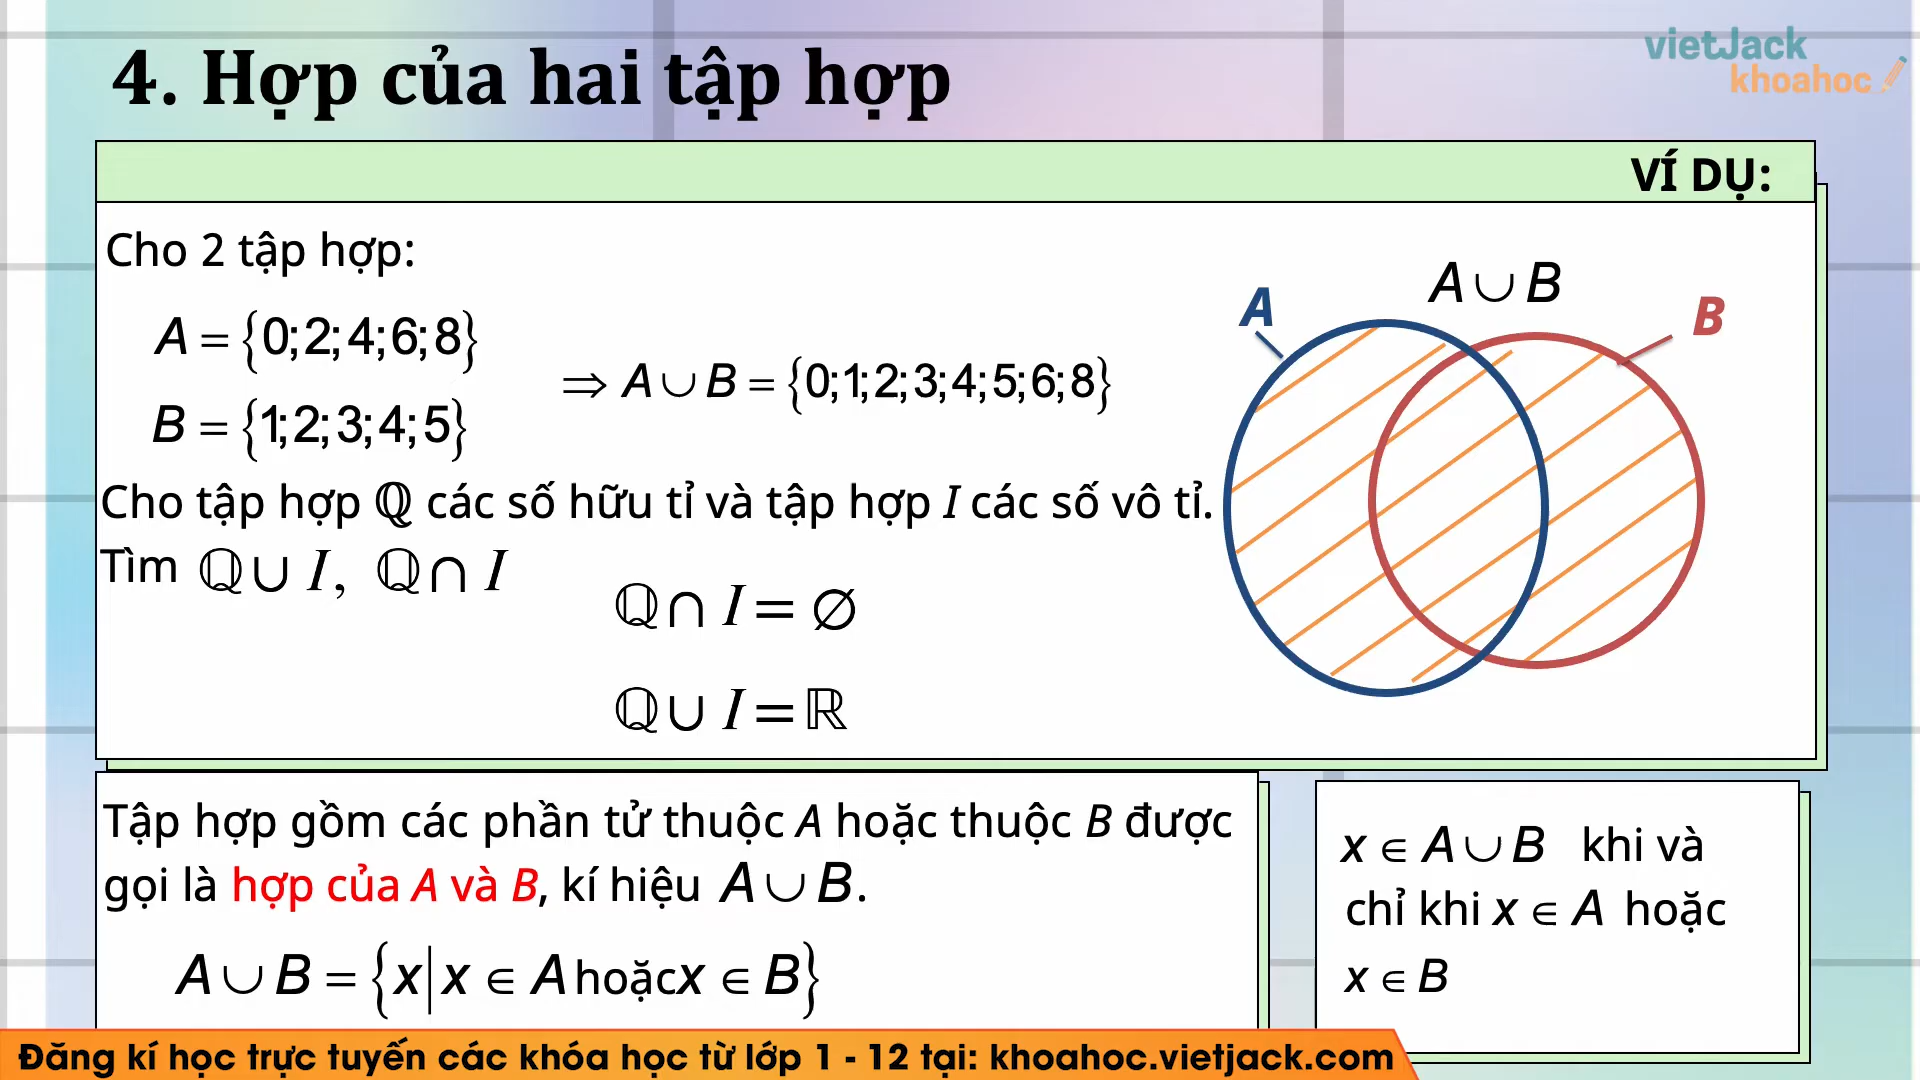 4. Hợp của hai tập hợp
vietJack
khoahoc
VÍ DỤ:
Cho 2 tập hợp:
A = {0;2;4;6;8}
B = {1;2;3;4;5}
⇒ A ∪ B = {0;1;2;3;4;5;6;8}
A ∪ B
A
B
Cho tập hợp ℚ các số hữu tỉ và tập hợp I các số vô tỉ.
Tìm ℚ ∪ I, ℚ ∩ I
ℚ ∩ I = ∅
ℚ ∪ I = ℝ
Tập hợp gồm các phần tử thuộc A hoặc thuộc B được
gọi là hợp của A và B, kí hiệu A ∪ B.
A ∪ B = {x|x ∈ A hoặc x ∈ B}
x ∈ A ∪ B khi và
chỉ khi x ∈ A hoặc
x ∈ B
Đăng kí học trực tuyến các khóa học từ lớp 1 - 12 tại: khoahoc.vietjack.com